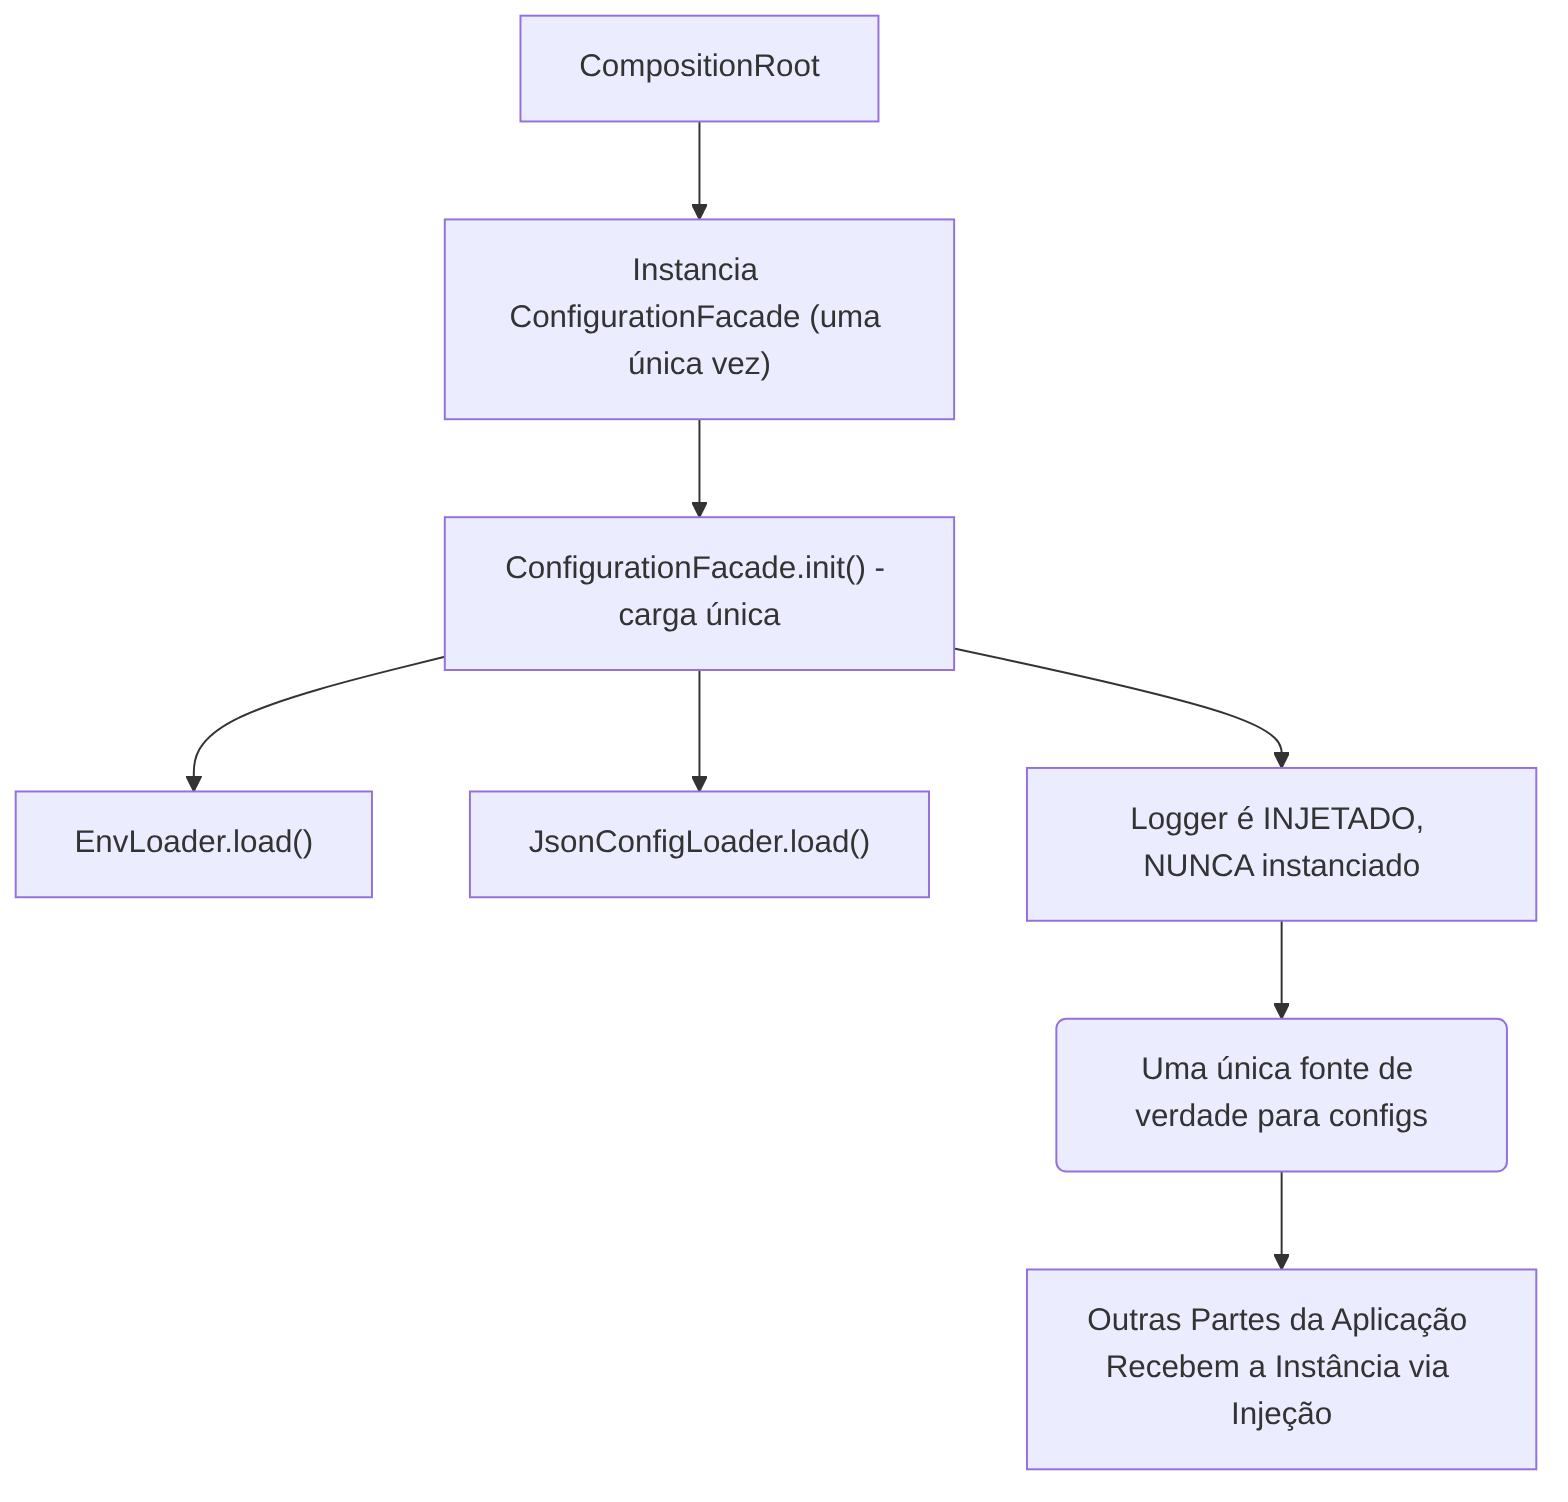 CompositionRoot
Instancia
ConfigurationFacade (uma
única vez)
ConfigurationFacade.init() -
carga única
EnvLoader.load()
JsonConfigLoader.load()
Logger é INJETADO,
NUNCA instanciado
Uma única fonte de
verdade para configs
Outras Partes da Aplicação
Recebem a Instância via
Injeção